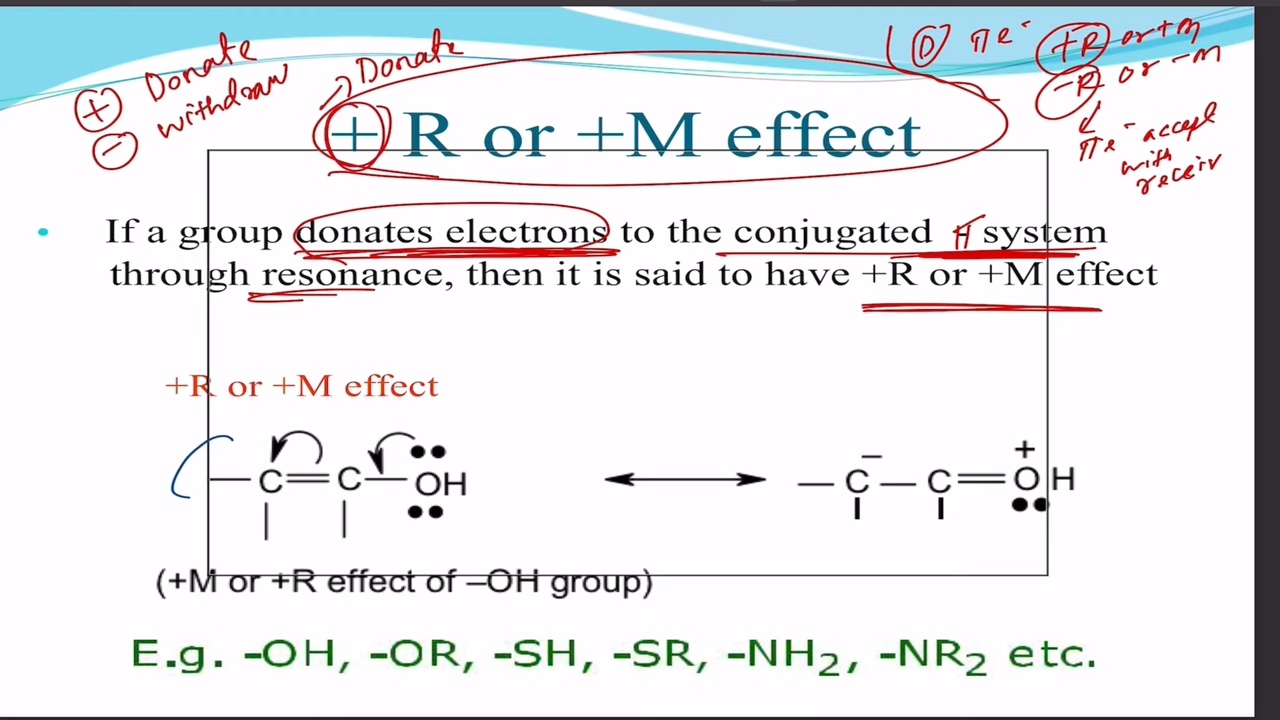 ⊕ Donate
⊖ withdraw
Donate
πe⁻ +R or +M
-R or -M
πe⁻ accept
with
receiv
+ R or +M effect
• If a group donates electrons to the conjugated π system
through resonance, then it is said to have +R or +M effect
+R or +M effect
—C=C—OH ↔ —C⁻—C=O⁺H
(+M or +R effect of –OH group)
E.g. -OH, -OR, -SH, -SR, -NH₂, -NR₂ etc.